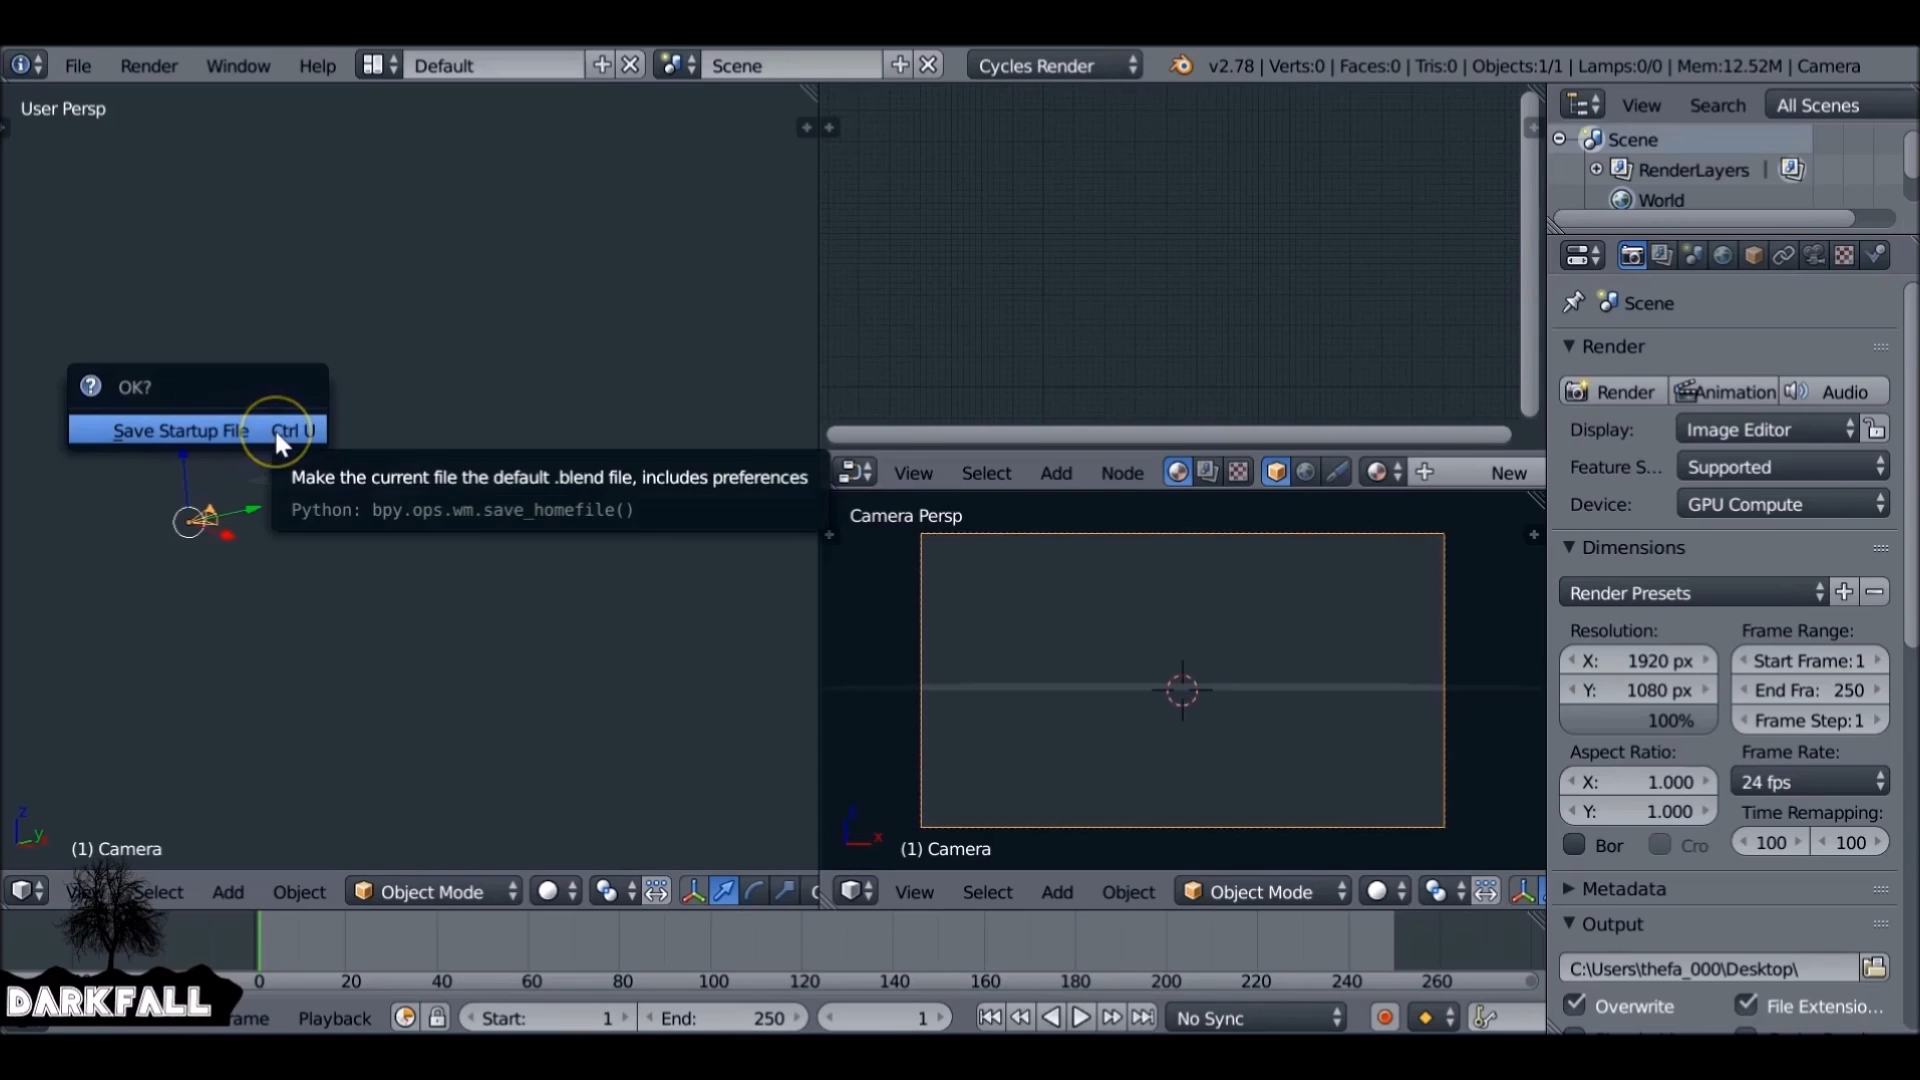 File Render Window Help Default Scene Cycles Render v2.78 | Verts:0 | Faces:0 | Tris:0 | Objects:1/1 | Lamps:0/0 | Mem:12.52M | Camera
User Persp
View Search All Scenes
Scene
RenderLayers |
World
Scene
Render
Render Animation Audio
Display: Image Editor
Feature S... Supported
Device: GPU Compute
Dimensions
Render Presets
Resolution: Frame Range:
X: 1920 px Start Frame: 1
Y: 1080 px End Fra: 250
100% Frame Step: 1
Aspect Ratio: Frame Rate:
X: 1.000 24 fps
Y: 1.000 Time Remapping:
Bor Cro 100 100
Metadata
Output
C:\Users\thefa_000\Desktop\
Overwrite File Extensio...
OK?
Save Startup File Ctrl U
Make the current file the default .blend file, includes preferences
Python: bpy.ops.wm.save_homefile()
z
y
(1) Camera
View Select Add Object Object Mode
View Select Add Node New
Camera Persp
x
(1) Camera
View Select Add Object Object Mode
0 20 40 60 80 100 120 140 160 180 200 220 240 260
rame Playback Start: 1 End: 250 1 No Sync
DARKFALL